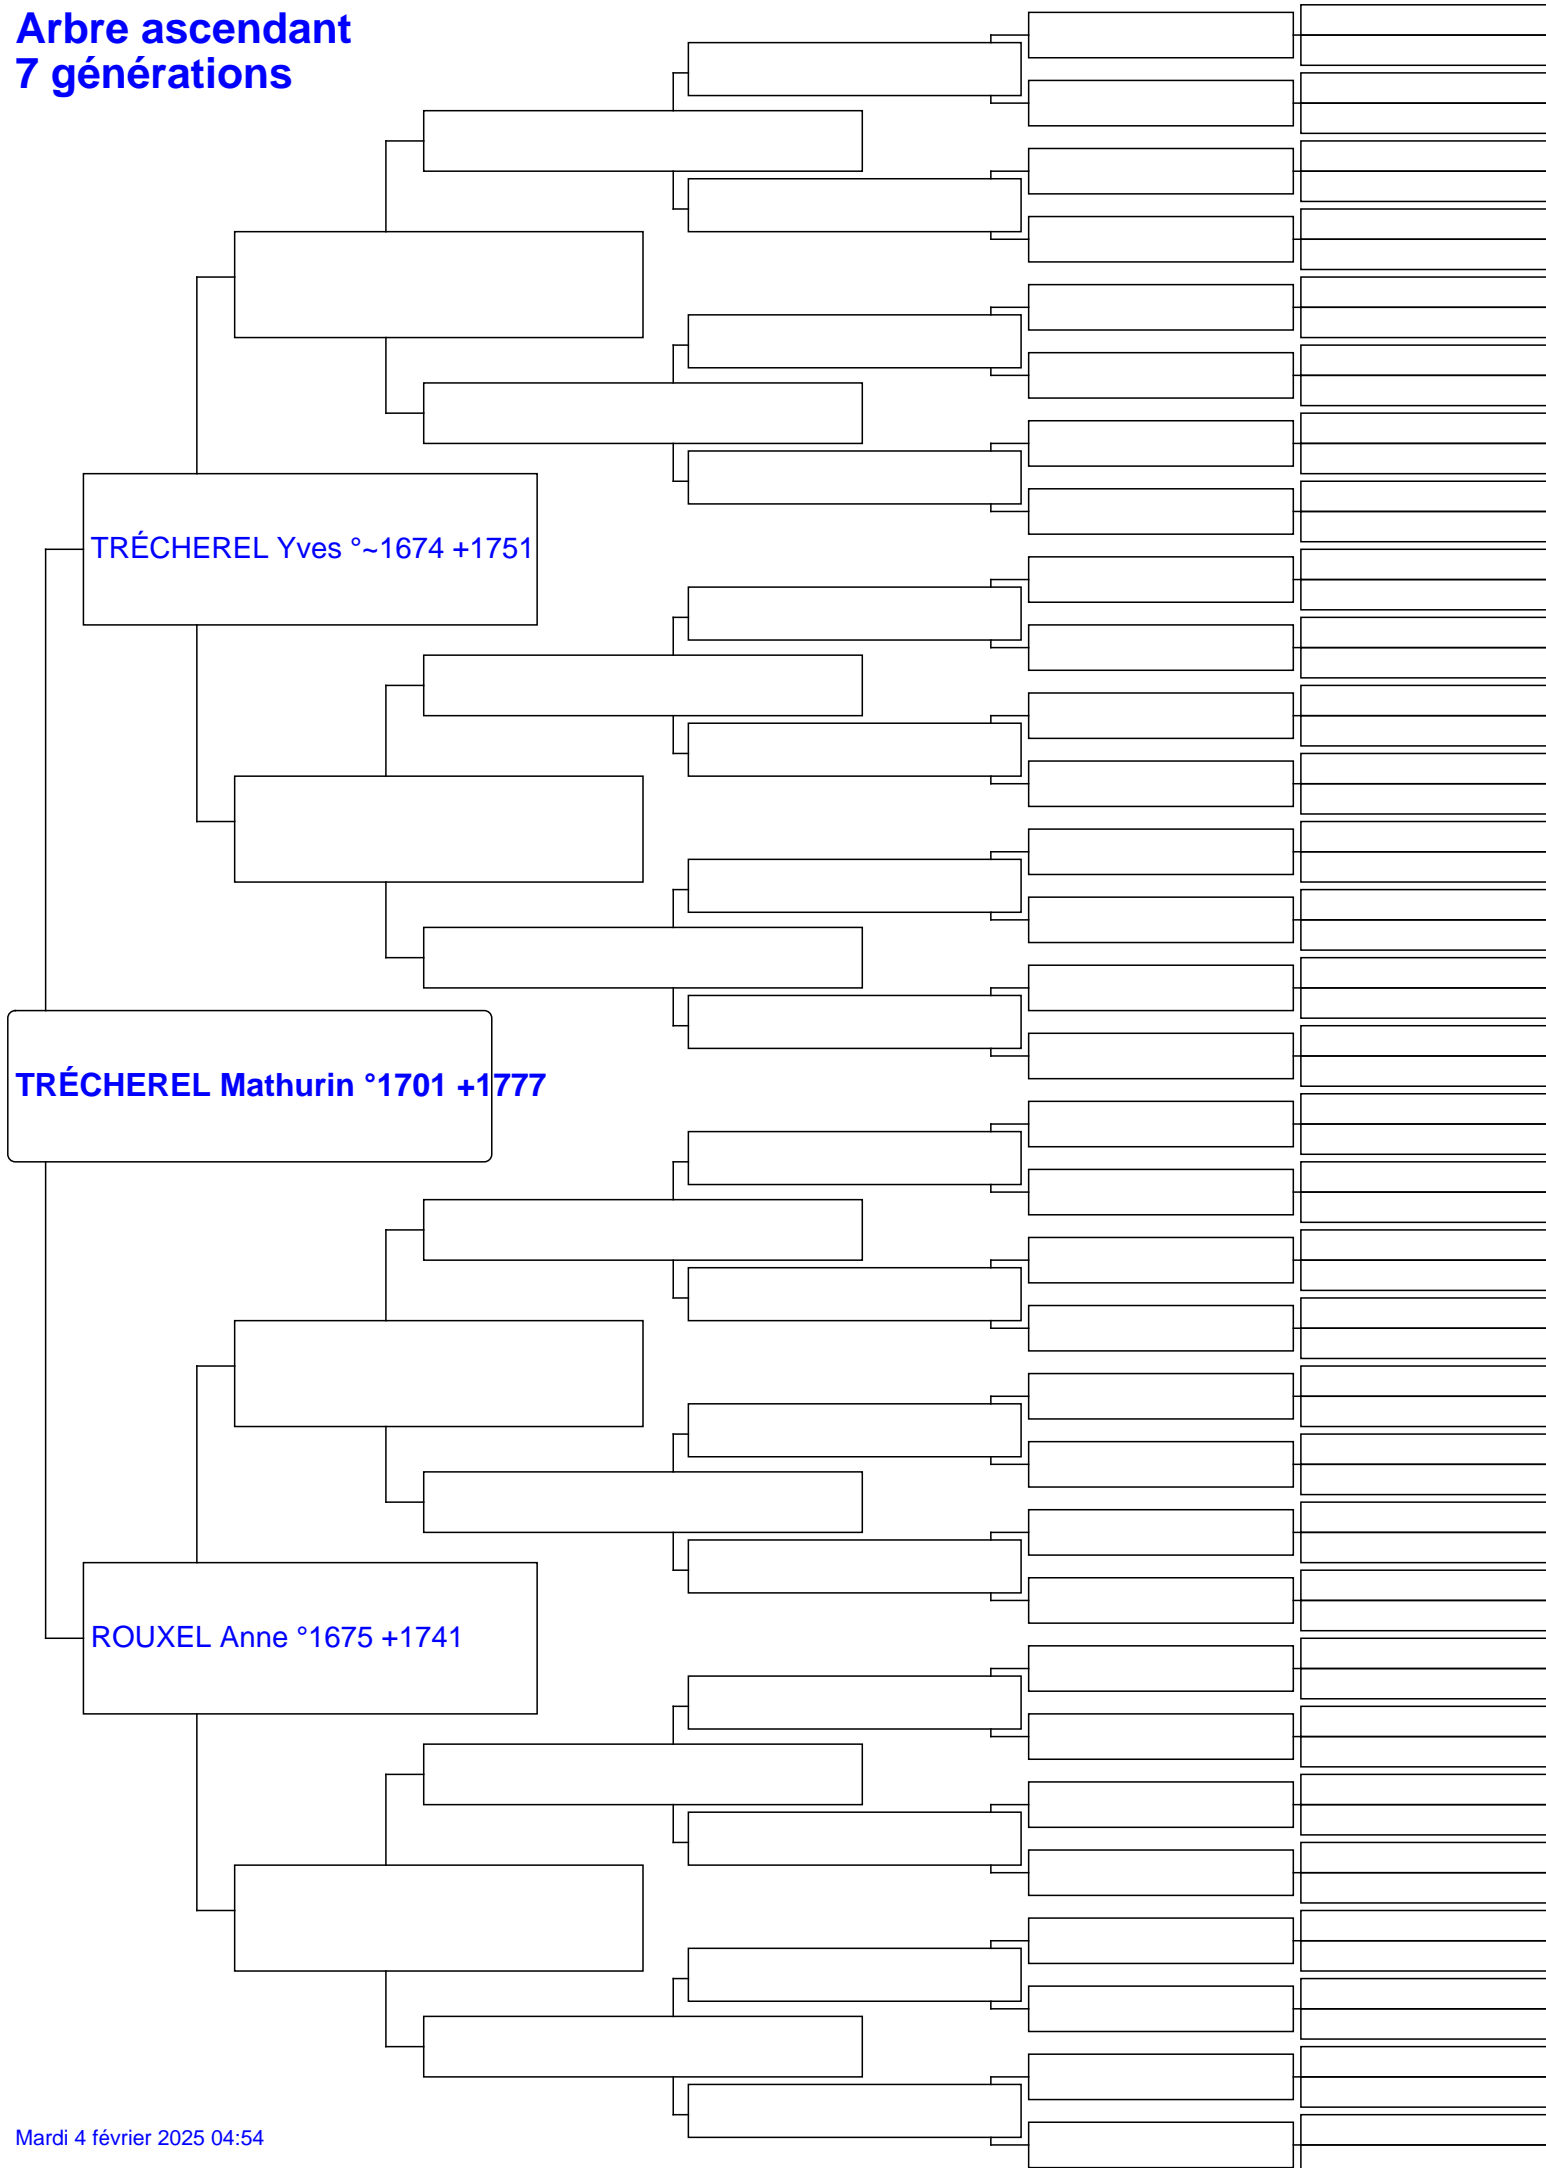 Arbre ascendant
7 générations
TRÉCHEREL Yves °~1674 +1751
TRÉCHEREL Mathurin °1701 +1777
ROUXEL Anne °1675 +1741
Mardi 4 février 2025 04:54